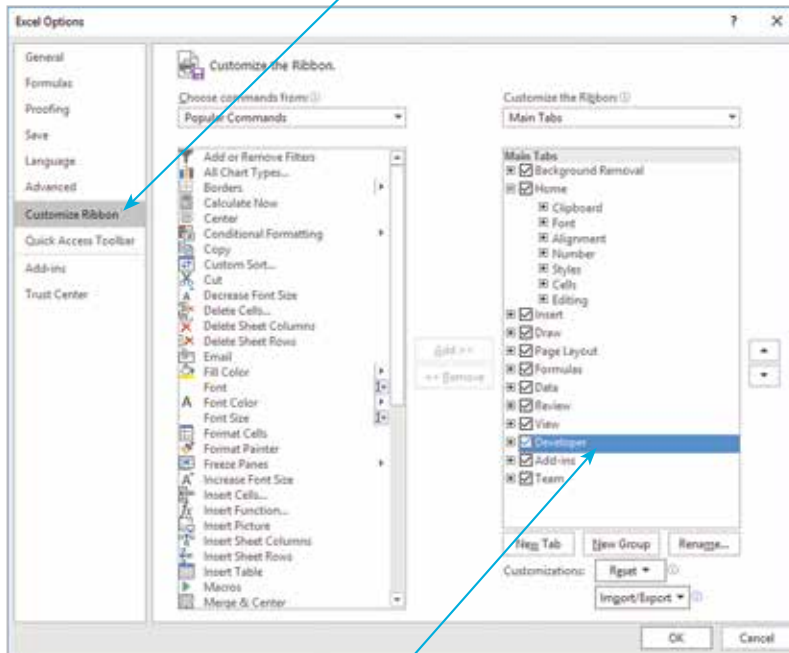 Excel Options
?
General
Formulas
Proofing
Save
Language
Advanced
Customize Ribbon
Quick Access Toolbar
Add-ins
Trust Center
Customize the Ribbon.
Choose commands from:
Popular Commands
Add or Remove Filters
All Chart Types...
Borders
Calculate Now
Center
Conditional Formatting
Copy
Custom Sort...
Cut
Decrease Font Size
Delete Cells...
Delete Sheet Columns
Delete Sheet Rows
Email
Fill Color
Font
Font Color
Font Size
Format Cells
Format Painter
Freeze Panes
Increase Font Size
Insert Cells...
Insert Function...
Insert Picture
Insert Sheet Columns
Insert Sheet Rows
Insert Table
Macros
Merge & Center
Add >>
<< Remove
Customize the Ribbon:
Main Tabs
Main Tabs
Background Removal
Home
Clipboard
Font
Alignment
Number
Styles
Cells
Editing
Insert
Draw
Page Layout
Formulas
Data
Review
View
Developer
Add-ins
Team
New Tab
New Group
Rename...
Customizations:
Reset
Import/Export
OK
Cancel